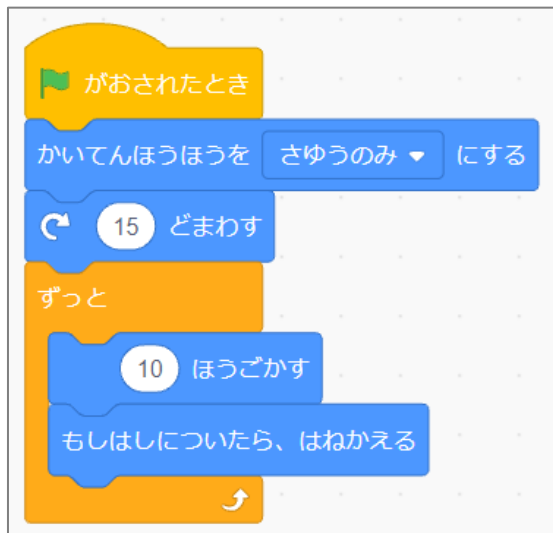 がおされたとき
かいてんほうほうを さゆうのみ にする
15 どまわす
ずっと
10 ほうごかす
もしはしについたら、はねかえる